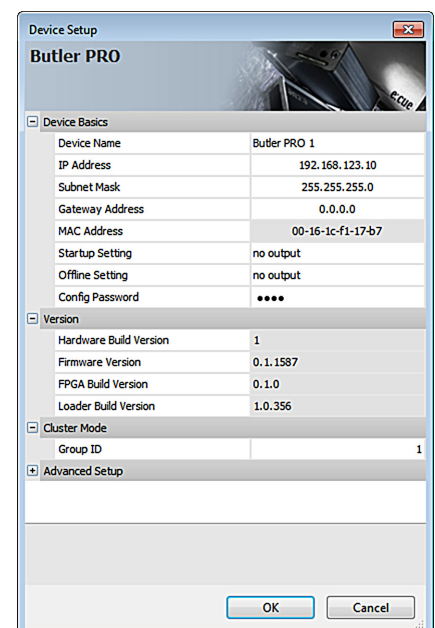 Device Setup
Butler PRO
e:cue
Device Basics
Device Name Butler PRO 1
IP Address 192.168.123.10
Subnet Mask 255.255.255.0
Gateway Address 0.0.0.0
MAC Address 00-16-1c-f1-17-b7
Startup Setting no output
Offline Setting no output
Config Password ●●●●
Version
Hardware Build Version 1
Firmware Version 0.1.1587
FPGA Build Version 0.1.0
Loader Build Version 1.0.356
Cluster Mode
Group ID 1
Advanced Setup
OK Cancel